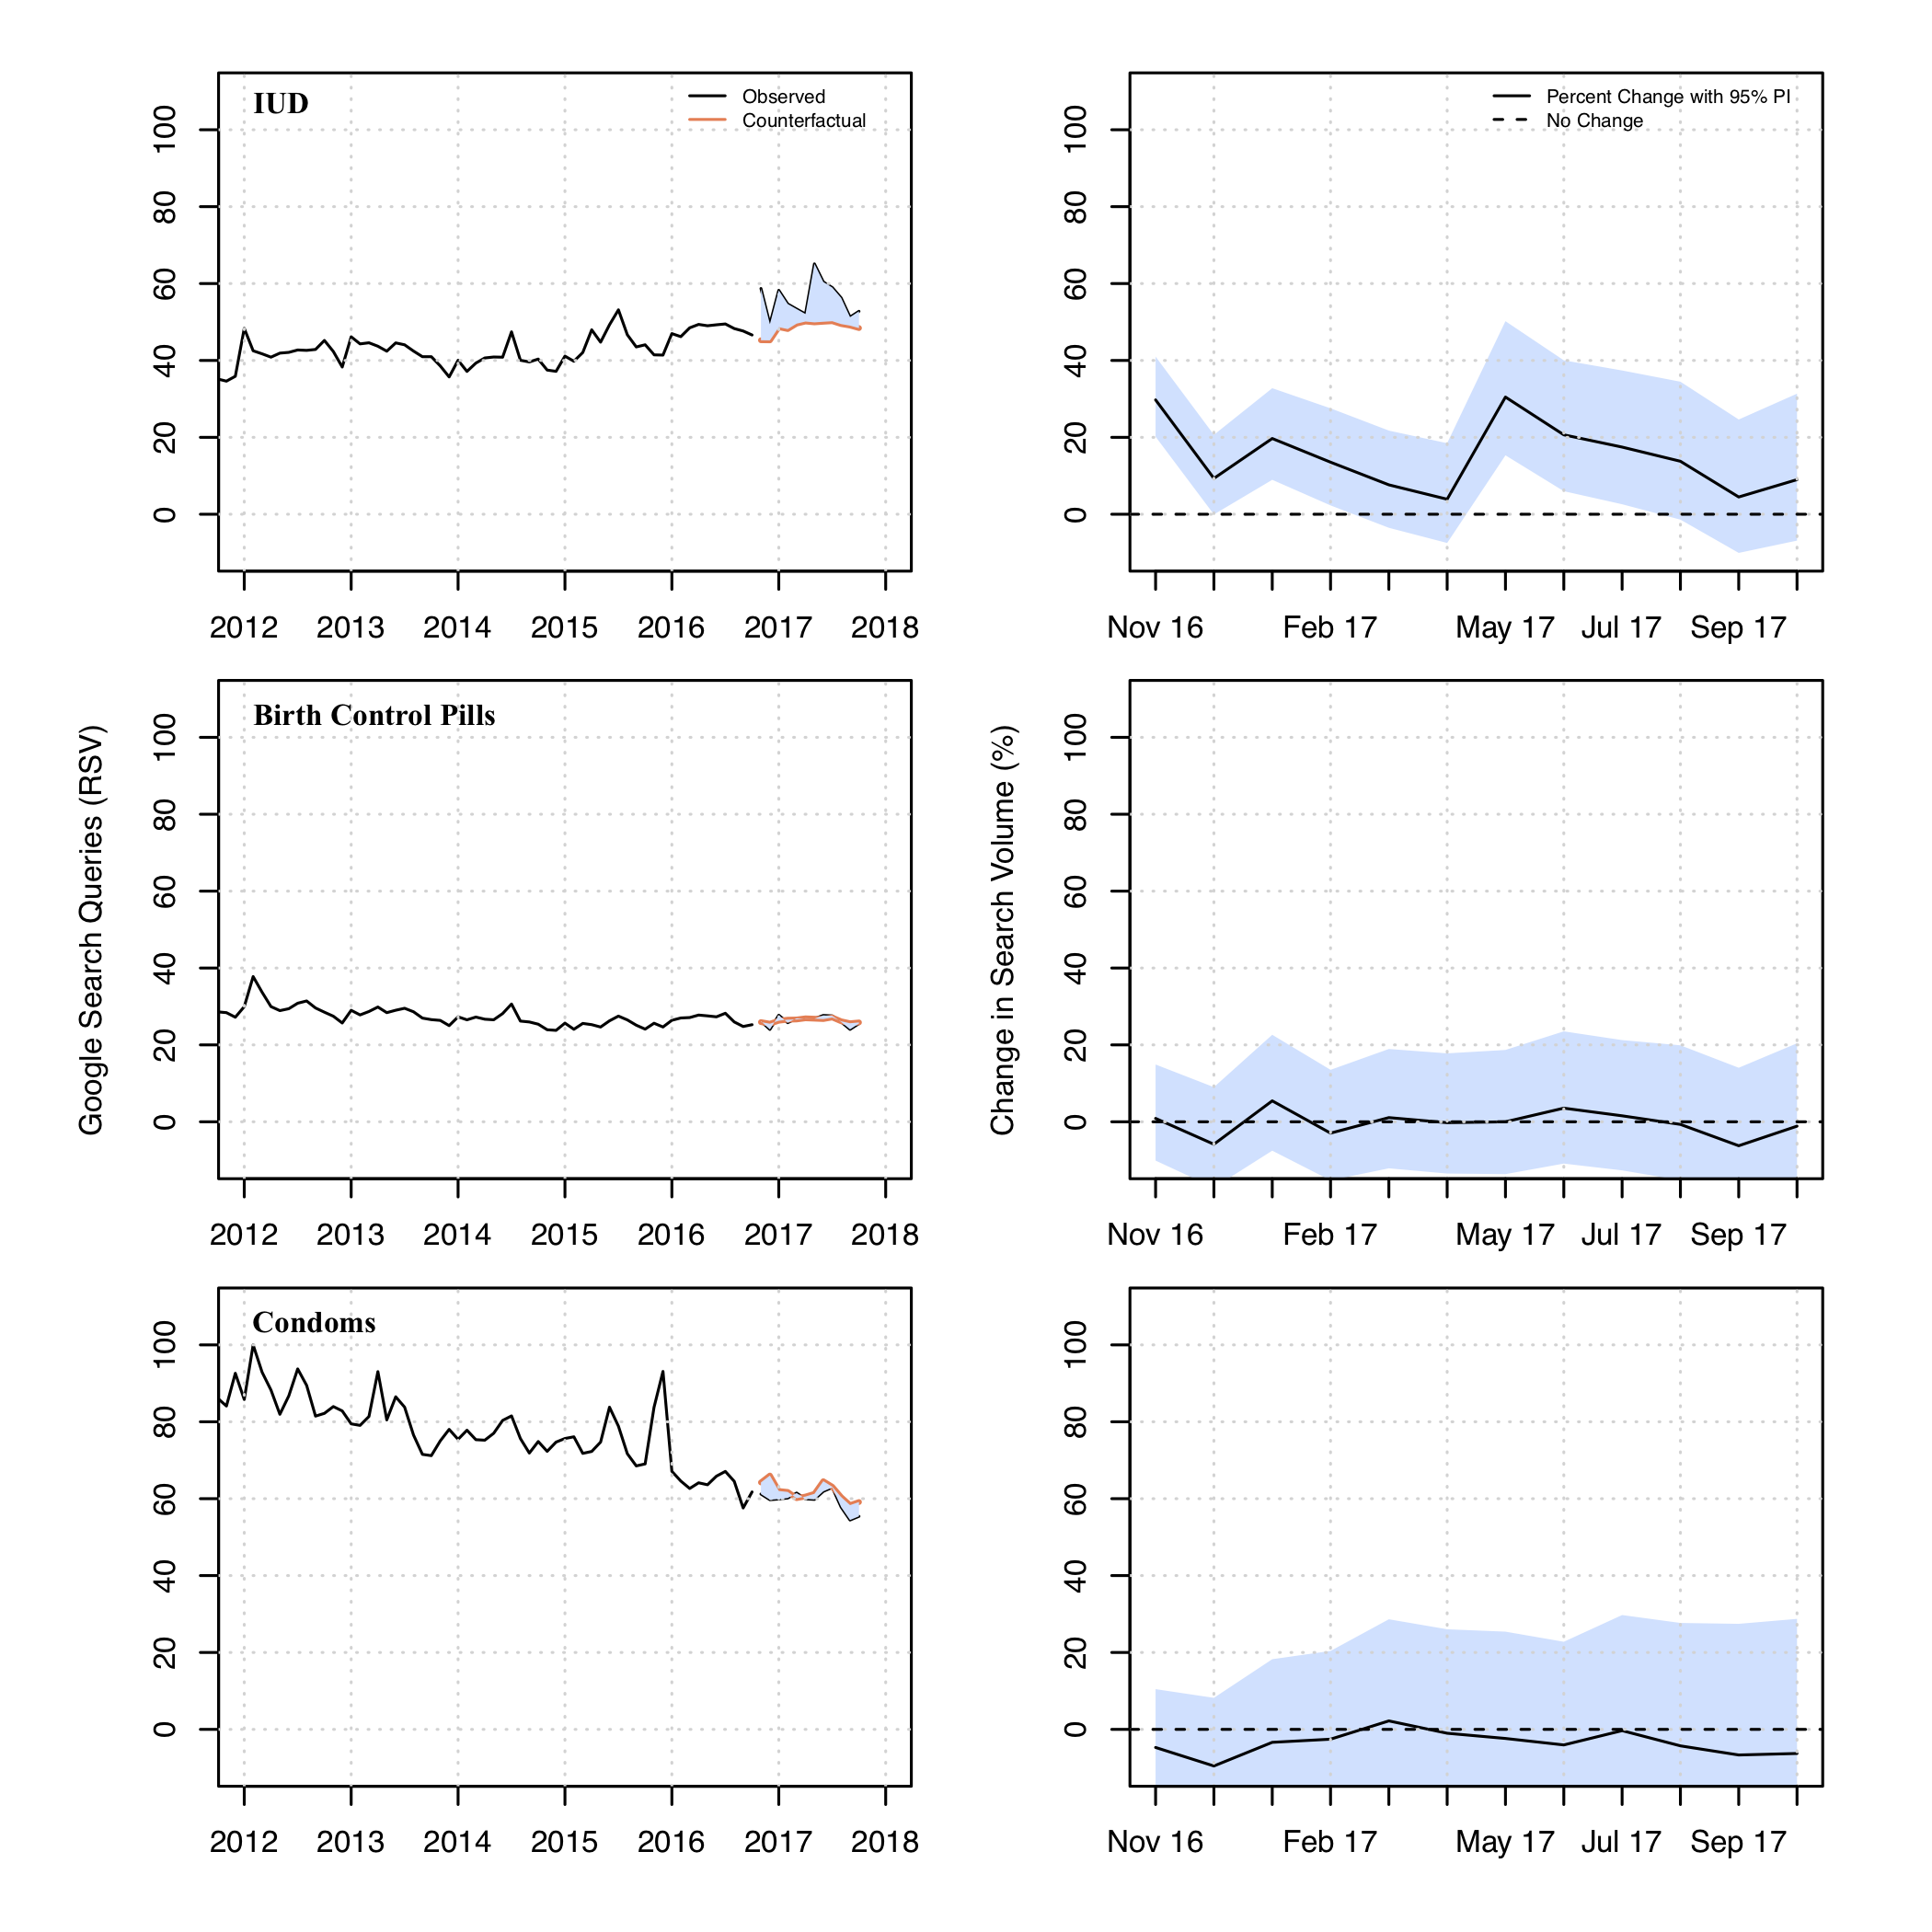 IUD
Observed
Counterfactual
100
80
60
40
20
0
2012 2013 2014 2015 2016 2017 2018
Percent Change with 95% PI
No Change
100
80
60
40
20
0
Nov 16 Feb 17 May 17 Jul 17 Sep 17
Google Search Queries (RSV)
Birth Control Pills
100
80
60
40
20
0
2012 2013 2014 2015 2016 2017 2018
Change in Search Volume (%)
100
80
60
40
20
0
Nov 16 Feb 17 May 17 Jul 17 Sep 17
Condoms
100
80
60
40
20
0
2012 2013 2014 2015 2016 2017 2018
100
80
60
40
20
0
Nov 16 Feb 17 May 17 Jul 17 Sep 17